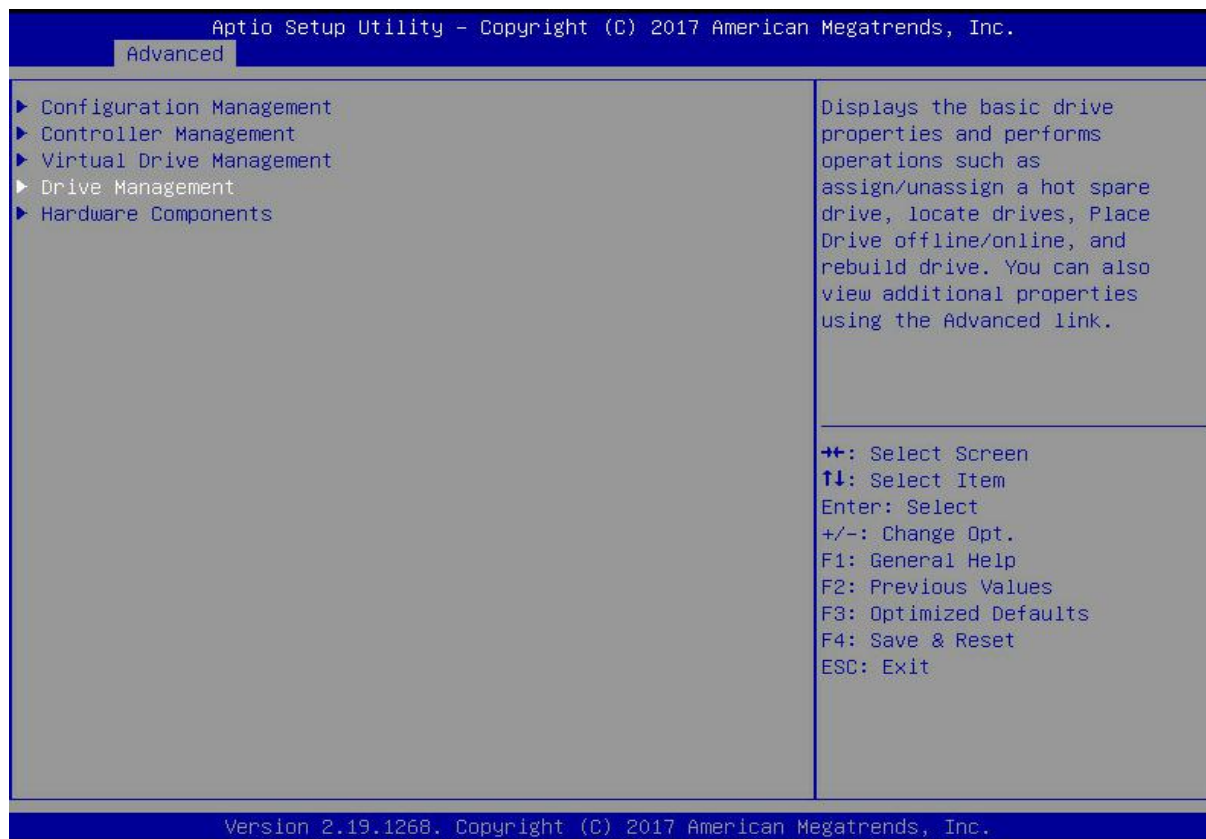 Aptio Setup Utility – Copyright (C) 2017 American Megatrends, Inc.
Advanced
Configuration Management
Controller Management
Virtual Drive Management
Drive Management
Hardware Components
Displays the basic drive
properties and performs
operations such as
assign/unassign a hot spare
drive, locate drives, Place
Drive offline/online, and
rebuild drive. You can also
view additional properties
using the Advanced link.
→←: Select Screen
↑↓: Select Item
Enter: Select
+/-: Change Opt.
F1: General Help
F2: Previous Values
F3: Optimized Defaults
F4: Save & Reset
ESC: Exit
Version 2.19.1268. Copyright (C) 2017 American Megatrends, Inc.